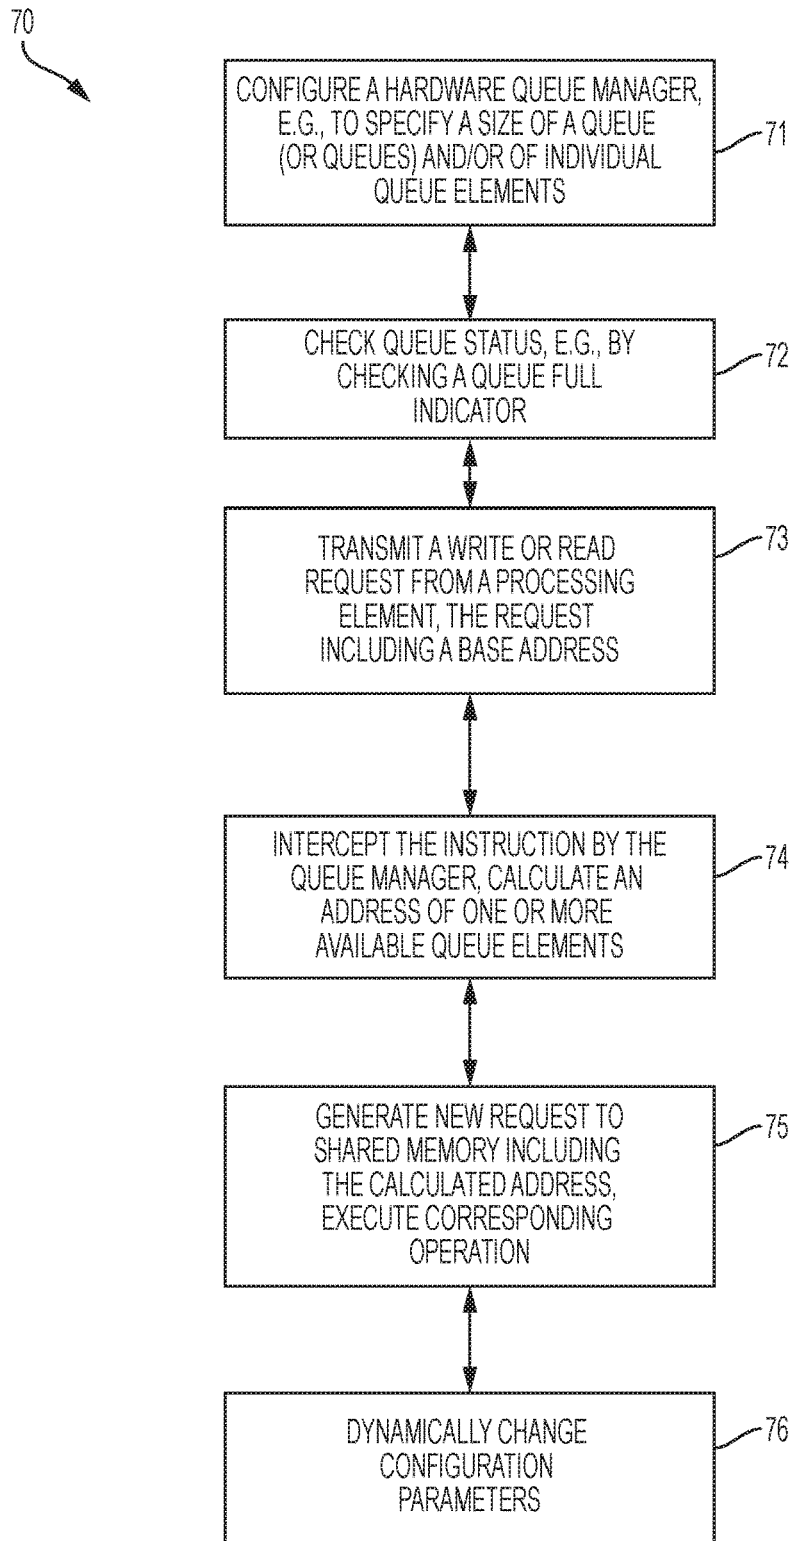 70
CONFIGURE A HARDWARE QUEUE MANAGER,
E.G., TO SPECIFY A SIZE OF A QUEUE
(OR QUEUES) AND/OR OF INDIVIDUAL
QUEUE ELEMENTS
71
CHECK QUEUE STATUS, E.G., BY
CHECKING A QUEUE FULL
INDICATOR
72
TRANSMIT A WRITE OR READ
REQUEST FROM A PROCESSING
ELEMENT, THE REQUEST
INCLUDING A BASE ADDRESS
73
INTERCEPT THE INSTRUCTION BY THE
QUEUE MANAGER, CALCULATE AN
ADDRESS OF ONE OR MORE
AVAILABLE QUEUE ELEMENTS
74
GENERATE NEW REQUEST TO
SHARED MEMORY INCLUDING
THE CALCULATED ADDRESS,
EXECUTE CORRESPONDING
OPERATION
75
DYNAMICALLY CHANGE
CONFIGURATION
PARAMETERS
76